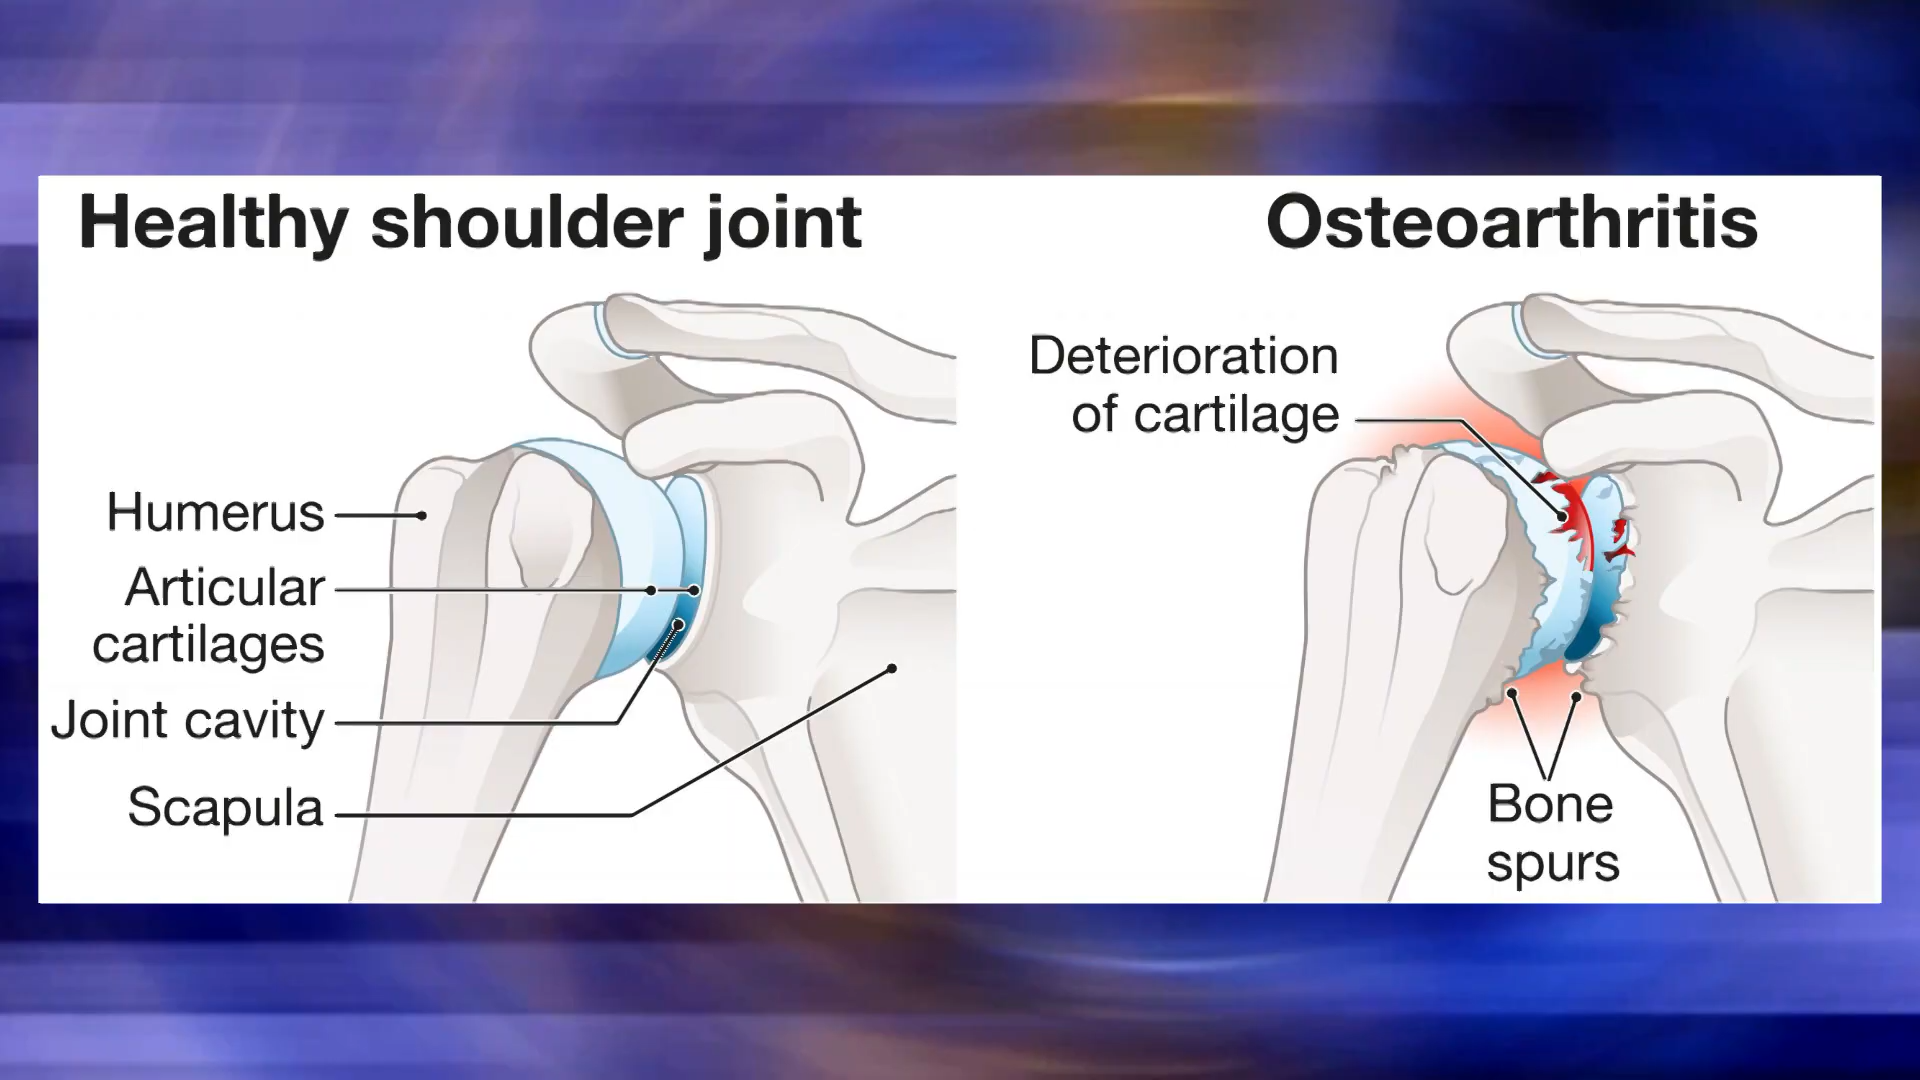 Healthy shoulder joint
Humerus
Articular
cartilages
Joint cavity
Scapula
Osteoarthritis
Deterioration
of cartilage
Bone
spurs